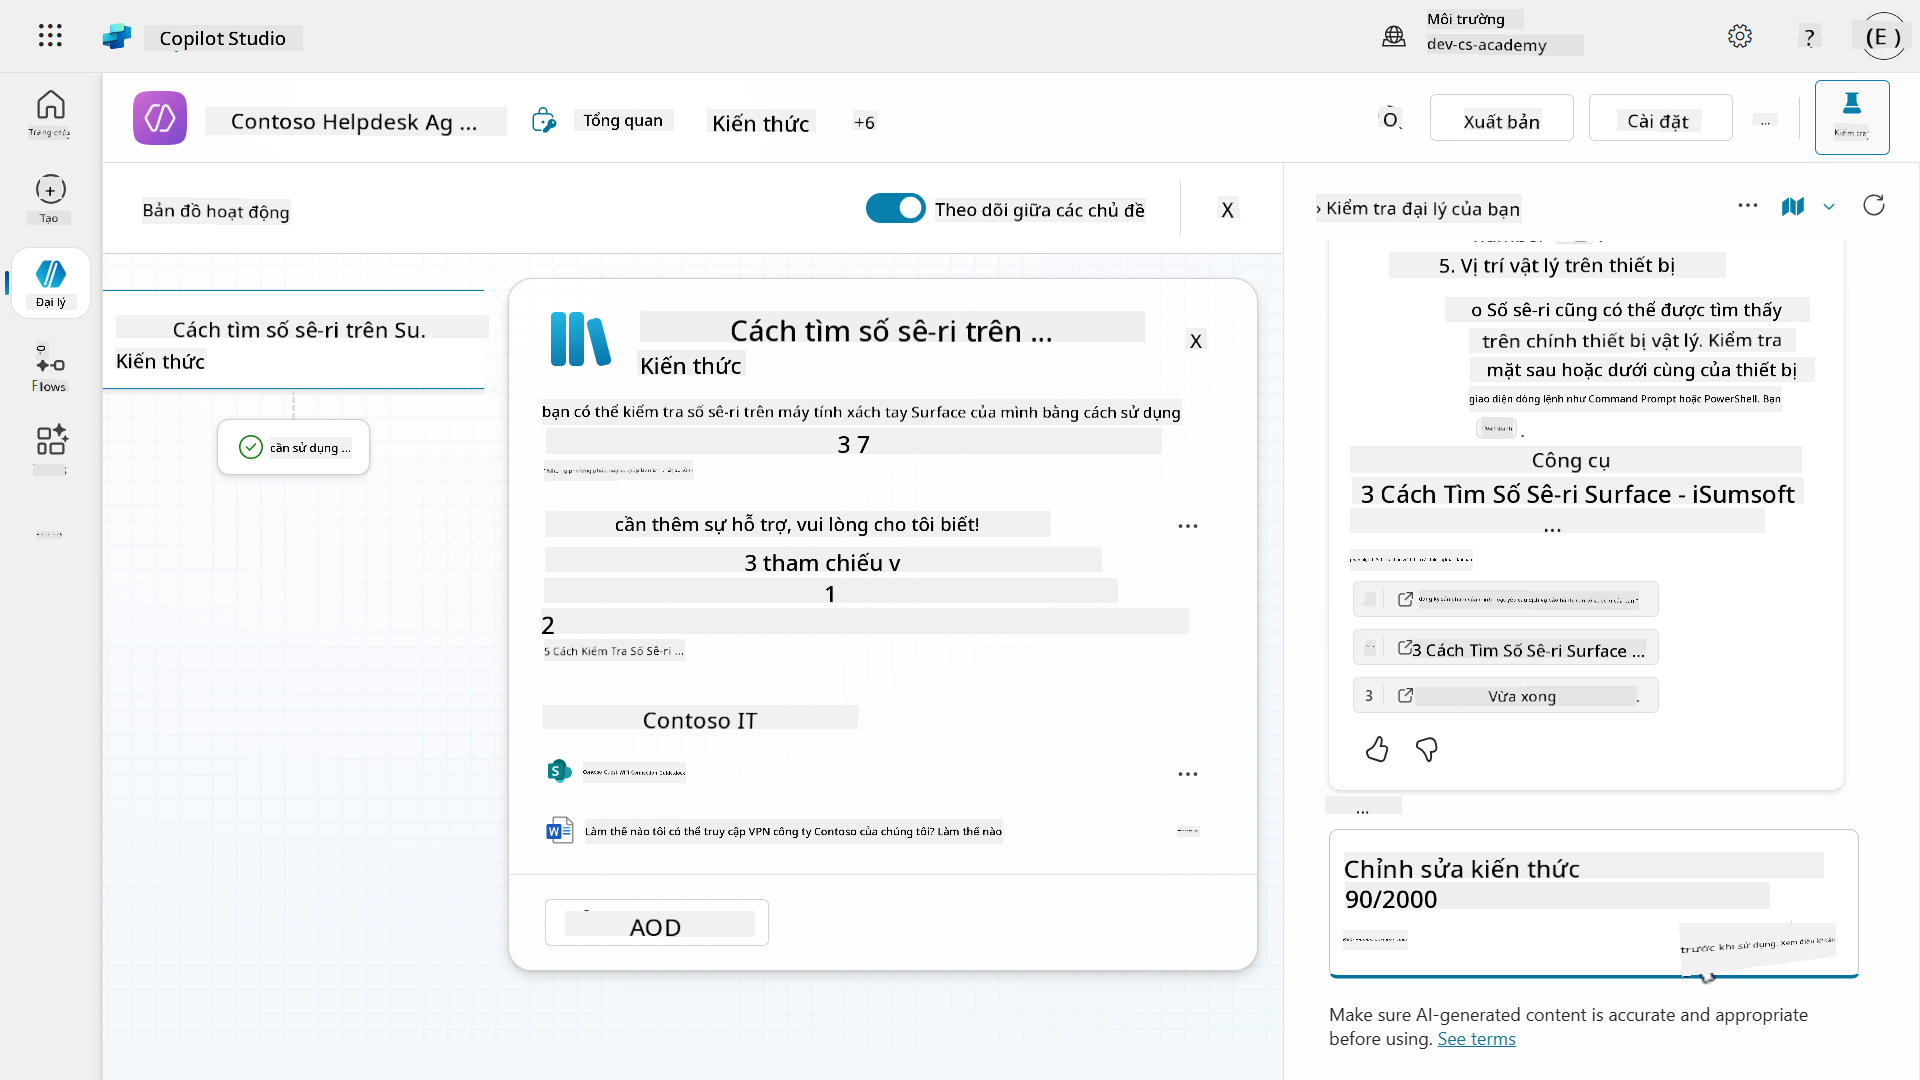 Copilot Studio
Môi trường
dev-cs-academy
?
(E )
Trang chủ
Contoso Helpdesk Ag ...
Tổng quan
Kiến thức
+6
Xuất bản
Cài đặt
...
Kiểm tra
Tạo
Đại lý
Flows
Bản đồ hoạt động
Theo dõi giữa các chủ đề
X
Cách tìm số sê-ri trên Su.
Kiến thức
cần sử dụng ...
Cách tìm số sê-ri trên ...
Kiến thức
X
bạn có thể kiểm tra số sê-ri trên máy tính xách tay Surface của mình bằng cách sử dụng
3 7
cần thêm sự hỗ trợ, vui lòng cho tôi biết!
3 tham chiếu v
1
2
5 Cách Kiểm Tra Số Sê-ri ...
Contoso IT
Contoso Guest WiFi Connection Guide.docx
Làm thế nào tôi có thể truy cập VPN công ty Contoso của chúng tôi? Làm thế nào
AOD
› Kiểm tra đại lý của bạn
5. Vị trí vật lý trên thiết bị
o Số sê-ri cũng có thể được tìm thấy
trên chính thiết bị vật lý. Kiểm tra
mặt sau hoặc dưới cùng của thiết bị
giao diện dòng lệnh như Command Prompt hoặc PowerShell. Bạn
.
Công cụ
3 Cách Tìm Số Sê-ri Surface - iSumsoft
...
3 Cách Tìm Số Sê-ri Surface ...
3
Vừa xong
.
...
Chỉnh sửa kiến thức
90/2000
trước khi sử dụng. Xem điều khoản
Make sure AI-generated content is accurate and appropriate
before using. See terms